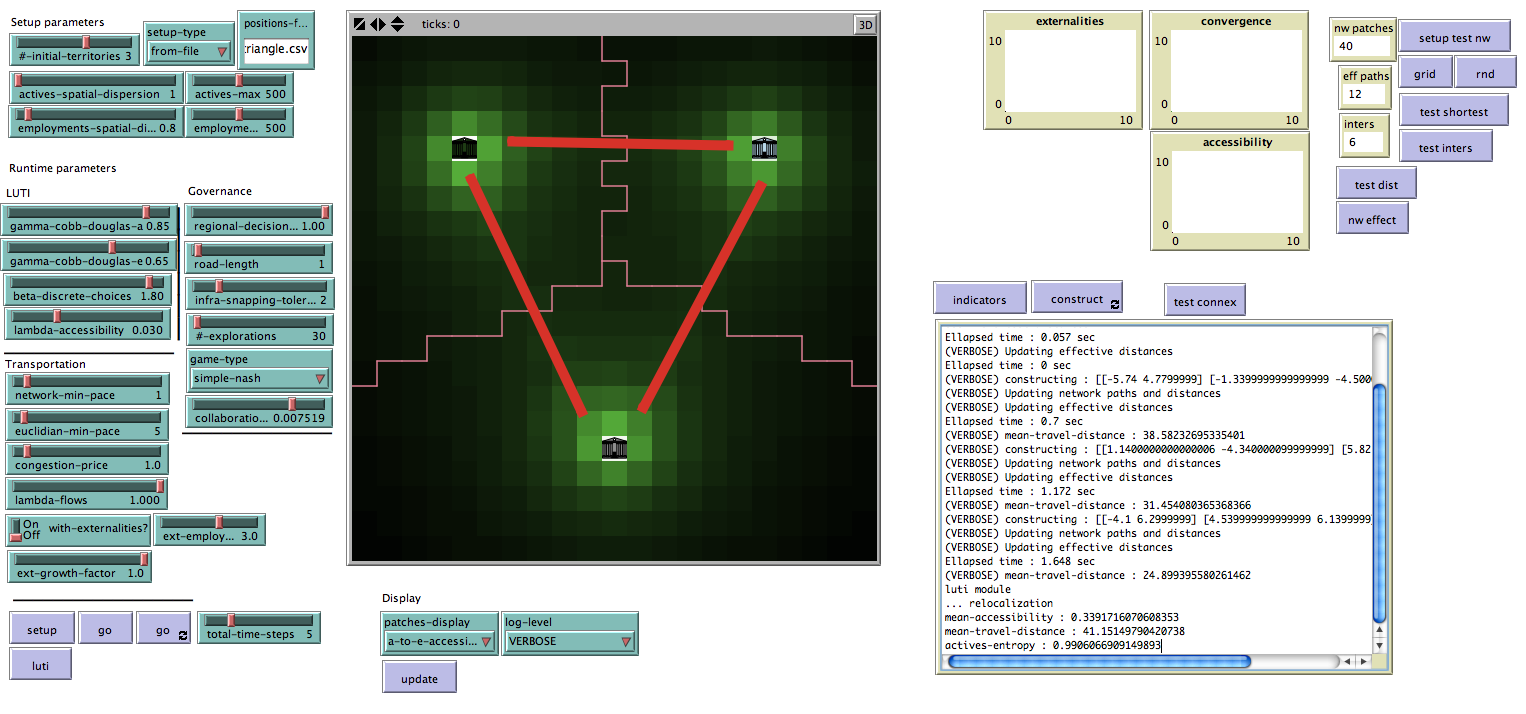 Setup parameters
#-initial-territories 3
setup-type
from-file
positions-f...
triangle.csv
actives-spatial-dispersion 1
actives-max 500
employments-spatial-di... 0.8
employme... 500
Runtime parameters
LUTI
gamma-cobb-douglas-a 0.85
gamma-cobb-douglas-e 0.65
beta-discrete-choices 1.80
lambda-accessibility 0.030
Governance
regional-decision... 1.00
road-length 1
infra-snapping-toler... 2
#-explorations 30
game-type
simple-nash
collaboratio... 0.007519
Transportation
network-min-pace 1
euclidian-min-pace 5
congestion-price 1.0
lambda-flows 1.000
On
Off
with-externalities?
ext-employ... 3.0
ext-growth-factor 1.0
setup
go
go
total-time-steps 5
luti
ticks: 0
3D
Display
patches-display
a-to-e-accessi...
log-level
VERBOSE
update
externalities
10
0
0
10
convergence
10
0
0
10
accessibility
10
0
0
10
nw patches
40
eff paths
12
inters
6
setup test nw
grid
rnd
test shortest
test inters
test dist
nw effect
indicators
construct
test connex
Ellapsed time : 0.057 sec
(VERBOSE) Updating effective distances
Ellapsed time : 0 sec
(VERBOSE) constructing : [[-5.74 4.7799999] [-1.3399999999999999 -4.500
(VERBOSE) Updating network paths and distances
(VERBOSE) Updating effective distances
Ellapsed time : 0.7 sec
(VERBOSE) mean-travel-distance : 38.58232695335401
(VERBOSE) constructing : [[1.1400000000000006 -4.340000099999999] [5.82
(VERBOSE) Updating network paths and distances
(VERBOSE) Updating effective distances
Ellapsed time : 1.172 sec
(VERBOSE) mean-travel-distance : 31.454080365368366
(VERBOSE) constructing : [[-4.1 6.2999999] [4.539999999999999 6.1399999
(VERBOSE) Updating network paths and distances
(VERBOSE) Updating effective distances
Ellapsed time : 1.648 sec
(VERBOSE) mean-travel-distance : 24.899395580261462
luti module
... relocalization
mean-accessibility : 0.3391716070608353
mean-travel-distance : 41.15149790420738
actives-entropy : 0.9906066909149893